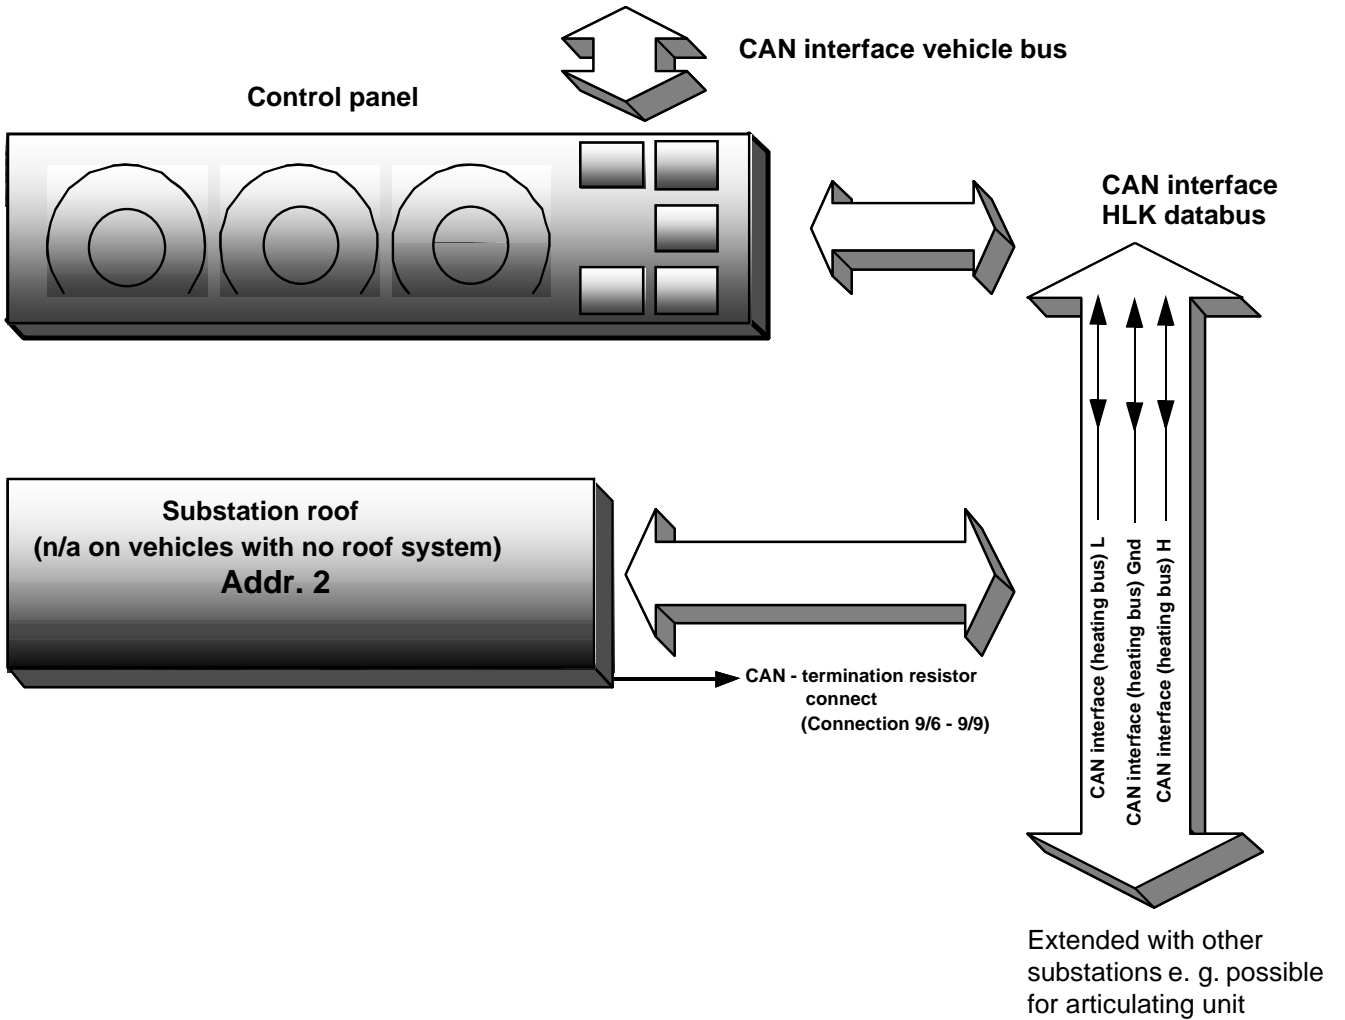 CAN interface vehicle bus
Control panel
CAN interface
HLK databus
Substation roof
(n/a on vehicles with no roof system)
Addr. 2
CAN - termination resistor
connect
(Connection 9/6 - 9/9)
CAN interface (heating bus) L
CAN interface (heating bus) Gnd
CAN interface (heating bus) H
Extended with other
substations e. g. possible
for articulating unit